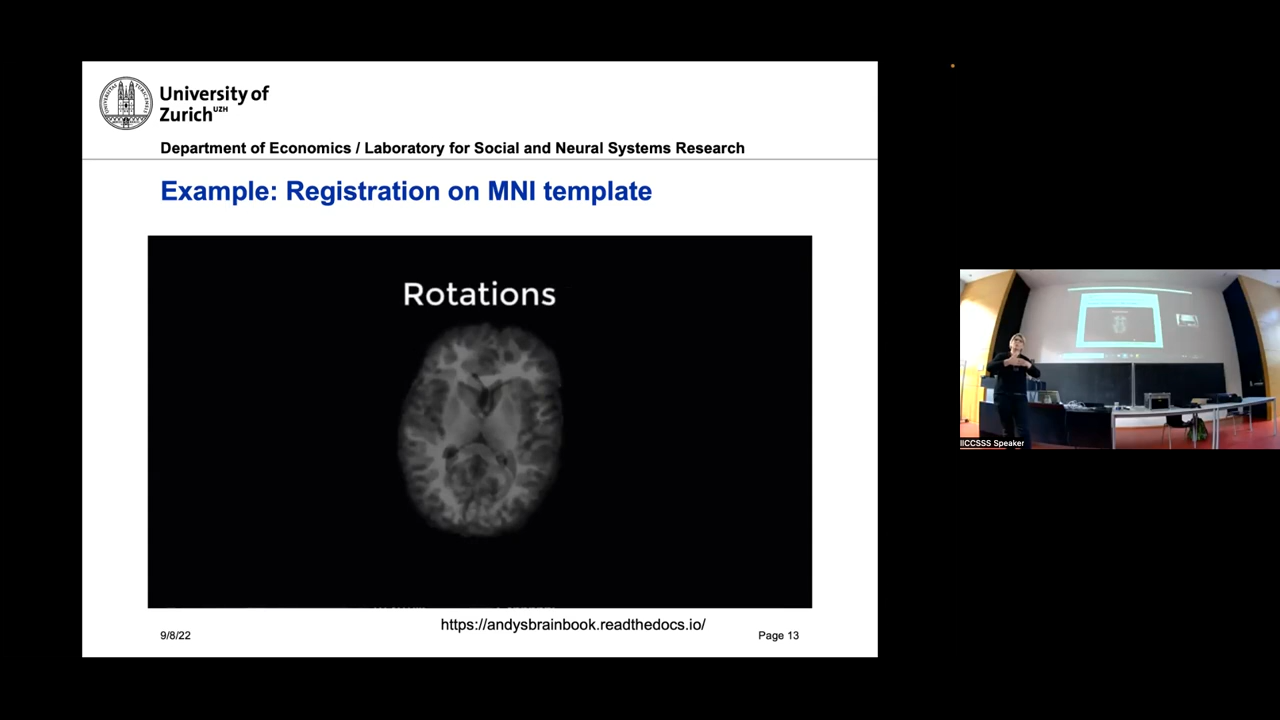 University of
Zurich UZH
Department of Economics / Laboratory for Social and Neural Systems Research
Example: Registration on MNI template
Rotations
https://andysbrainbook.readthedocs.io/
9/8/22
Page 13
IICCSSS Speaker